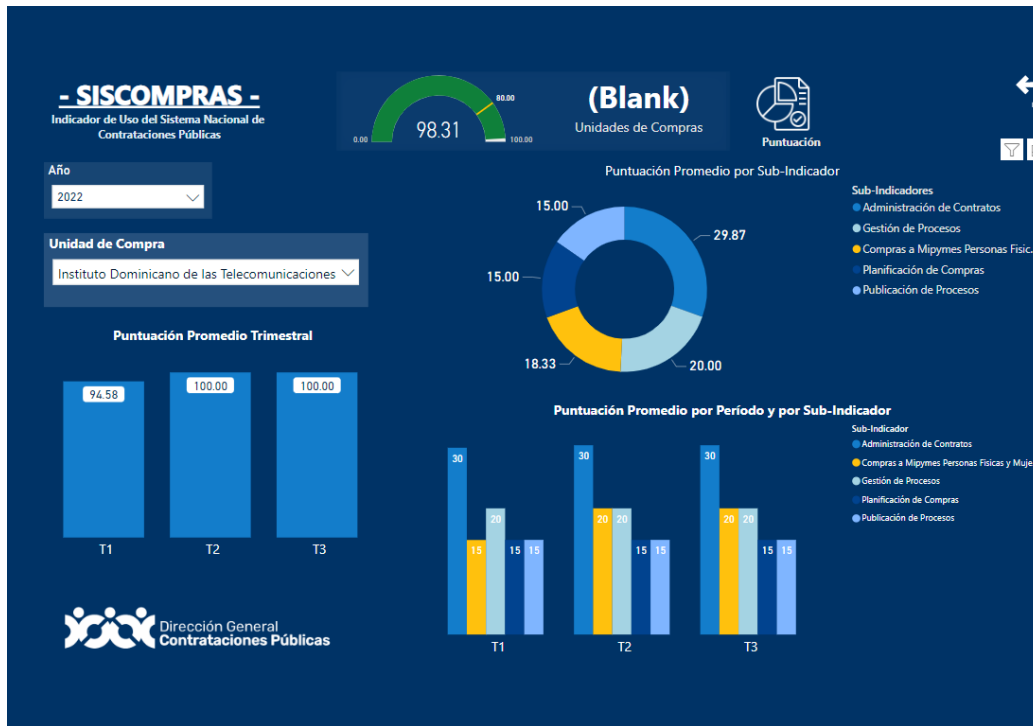 - SISCOMPRAS -
Indicador de Uso del Sistema Nacional de
Contrataciones Públicas
0.00
98.31
80.00
100.00
(Blank)
Unidades de Compras
Puntuación
Año
2022
Unidad de Compra
Instituto Dominicano de las Telecomunicaciones
Puntuación Promedio por Sub-Indicador
15.00
29.87
15.00
18.33
20.00
Sub-Indicadores
Administración de Contratos
Gestión de Procesos
Compras a Mipymes Personas Fisic...
Planificación de Compras
Publicación de Procesos
Puntuación Promedio Trimestral
94.58
100.00
100.00
T1
T2
T3
Puntuación Promedio por Período y por Sub-Indicador
30
15
20
15
15
30
20
20
15
15
30
20
20
15
15
T1
T2
T3
Sub-Indicador
Administración de Contratos
Compras a Mipymes Personas Fisicas y Muje
Gestión de Procesos
Planificación de Compras
Publicación de Procesos
Dirección General
Contrataciones Públicas